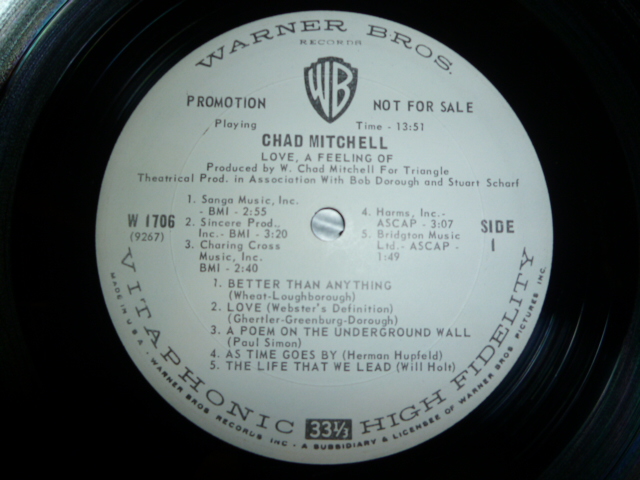 WARNER BROS.
RECORDS
WB
PROMOTION NOT FOR SALE
Playing Time - 13:51
CHAD MITCHELL
LOVE, A FEELING OF
Produced by W. Chad Mitchell For Triangle
Theatrical Prod. in Association With Bob Dorough and Stuart Scharf
W 1706
(9267)
1. Sanga Music, Inc.
- BMI - 2:55
2. Sincere Prod..
Inc.- BMI - 3:20
3. Charing Cross
Music, Inc.
BMI - 2:40
4. Harms, Inc.-
ASCAP - 3:07
5. Bridgton Music
Ltd.- ASCAP -
1:49
SIDE
1
1. BETTER THAN ANYTHING
(Wheat-Loughborough)
2. LOVE (Webster's Definition)
(Ghertler-Greenburg-Dorough)
3. A POEM ON THE UNDERGROUND WALL
(Paul Simon)
4. AS TIME GOES BY (Herman Hupfeld)
5. THE LIFE THAT WE LEAD (Will Holt)
VITAPHONIC 33⅓ HIGH FIDELITY
MADE IN U.S.A. • WARNER BROS. RECORDS INC. • A SUBSIDIARY & LICENSEE OF WARNER BROS. PICTURES INC.